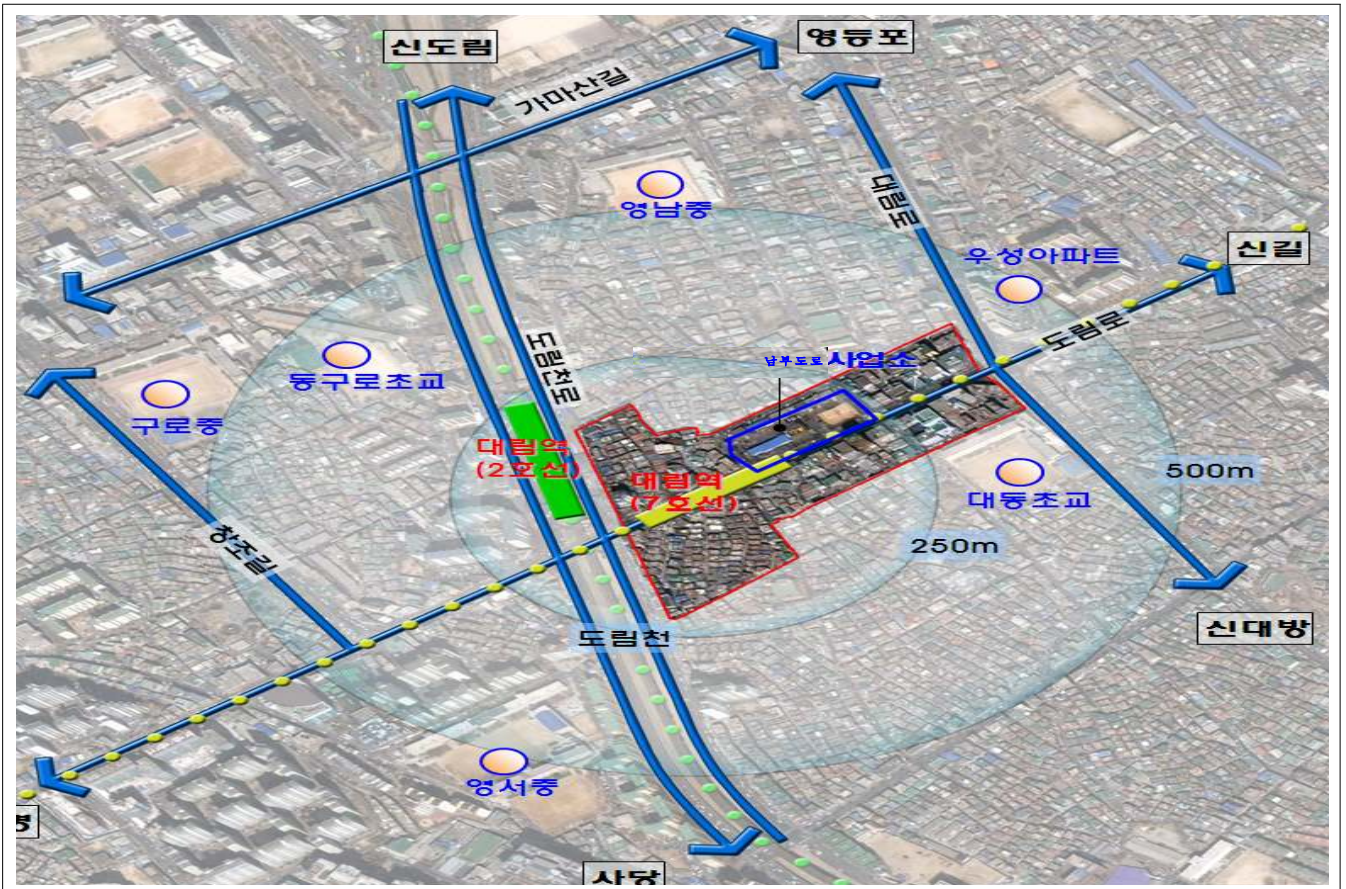 신도림
영등포
가마산길
영남중
대림로
우성아파트
신길
도림로
도림천로
남부도로사업소
동구로초교
구로중
대림역
(2호선)
대림역
(7호선)
대동초교
500m
250m
창조길
도림천
신대방
영서중
명
사당